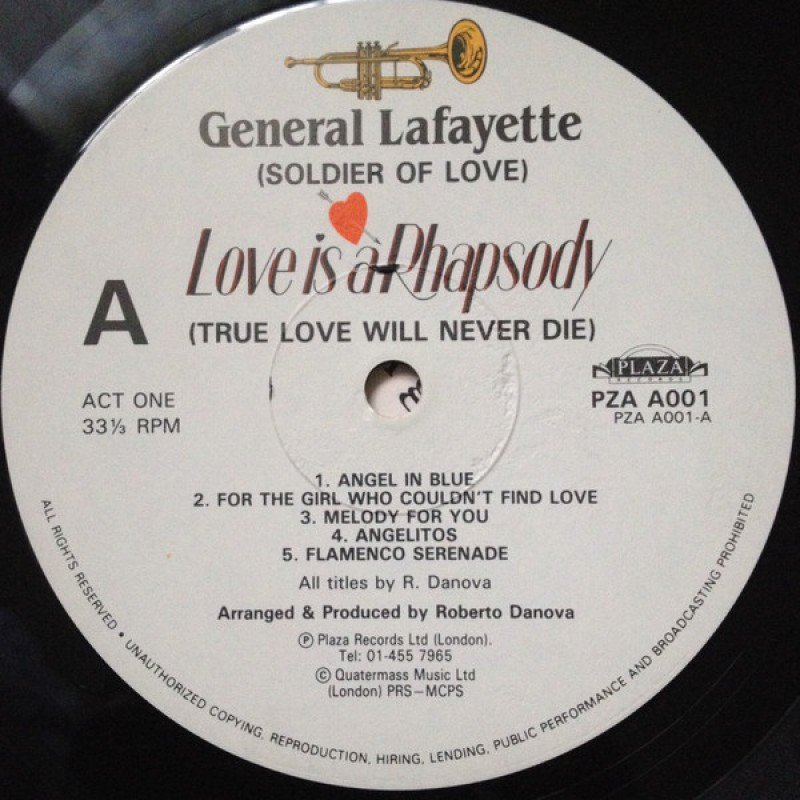 General Lafayette
(SOLDIER OF LOVE)
Love is a Rhapsody
(TRUE LOVE WILL NEVER DIE)
A
ACT ONE
33⅓ RPM
PLAZA
RECORDS
PZA A001
PZA A001-A
1. ANGEL IN BLUE
2. FOR THE GIRL WHO COULDN'T FIND LOVE
3. MELODY FOR YOU
4. ANGELITOS
5. FLAMENCO SERENADE
All titles by R. Danova
Arranged & Produced by Roberto Danova
Ⓟ Plaza Records Ltd (London).
Tel: 01-455 7965
© Quatermass Music Ltd
(London) PRS–MCPS
ALL RIGHTS RESERVED • UNAUTHORIZED COPYING, REPRODUCTION, HIRING, LENDING, PUBLIC PERFORMANCE AND BROADCASTING PROHIBITED